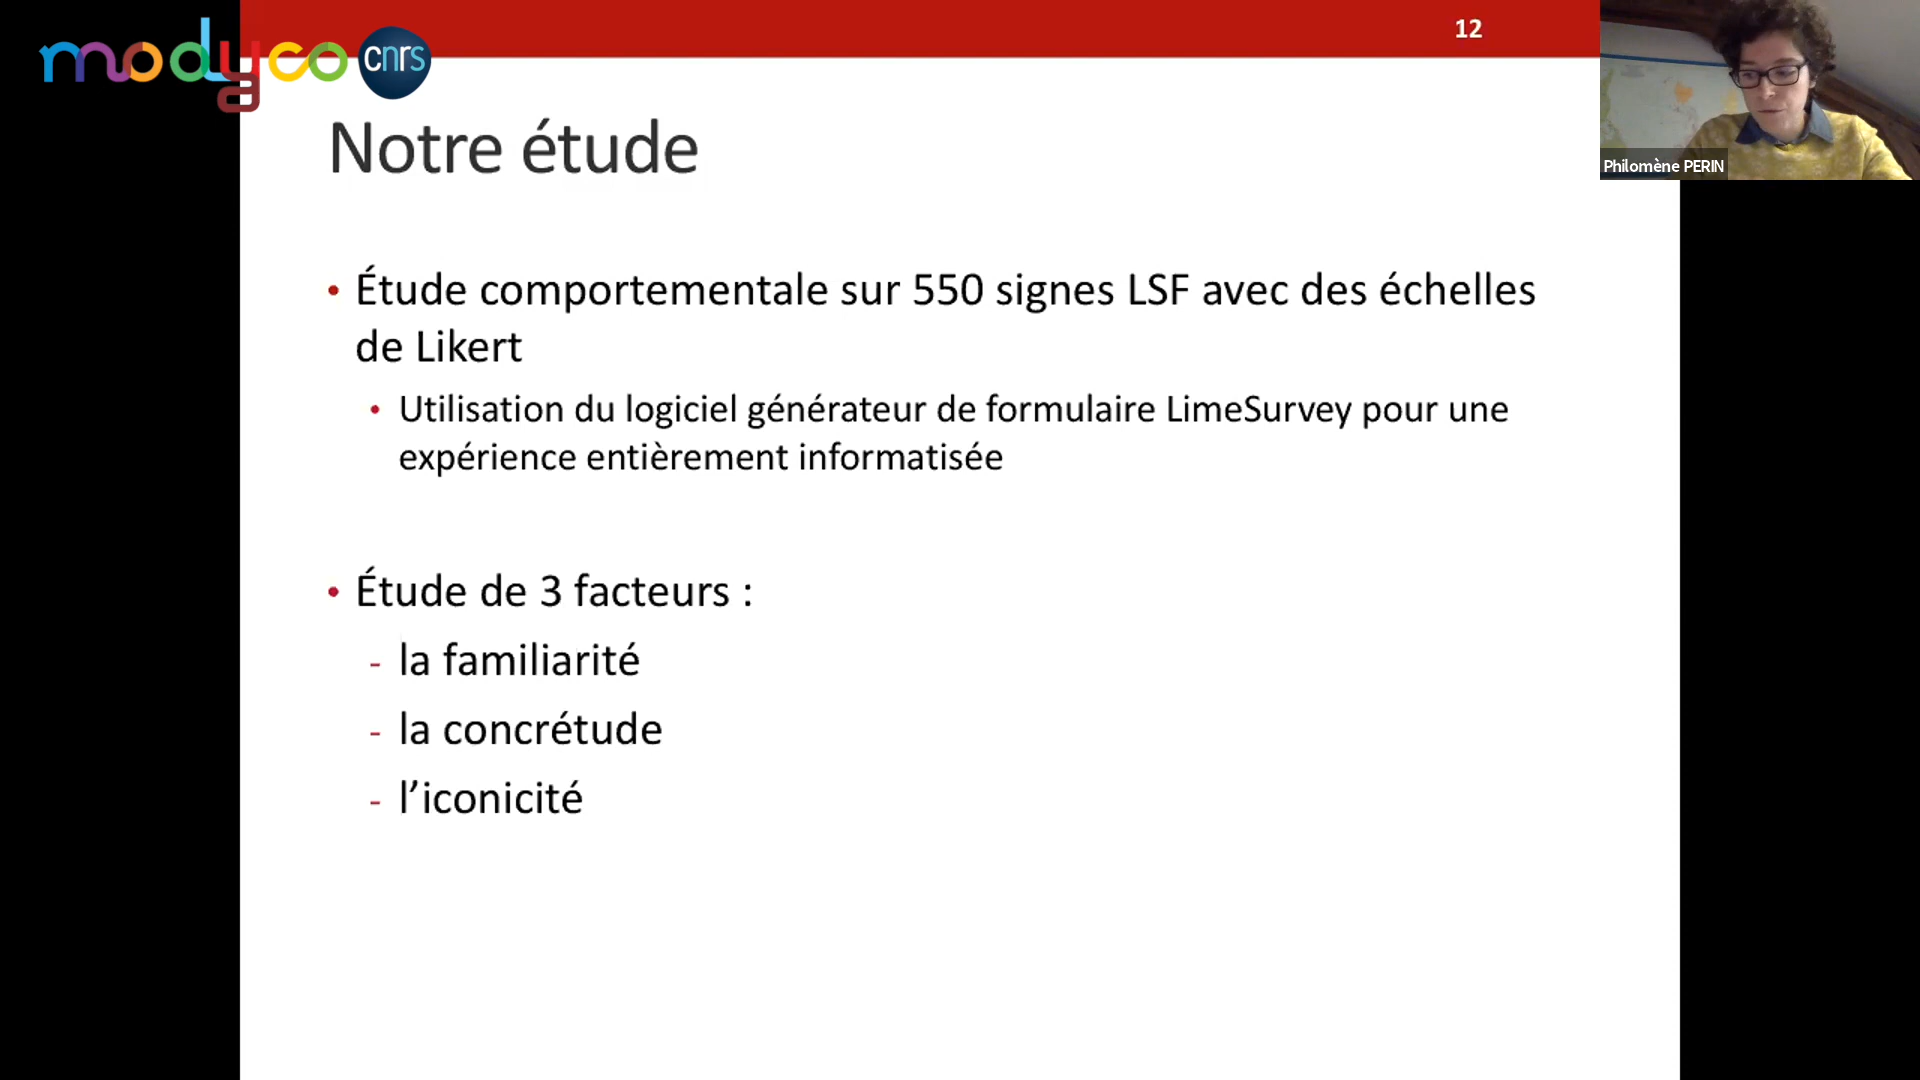 modyco cnrs
12
Philomène PERIN
Notre étude
• Étude comportementale sur 550 signes LSF avec des échelles
de Likert
• Utilisation du logiciel générateur de formulaire LimeSurvey pour une
expérience entièrement informatisée
• Étude de 3 facteurs :
- la familiarité
- la concrétude
- l’iconicité